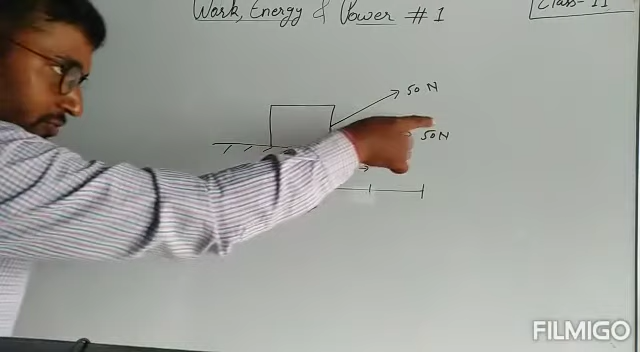 Work, Energy & Power # 1
Class-11
50 N
50N
FILMIGO